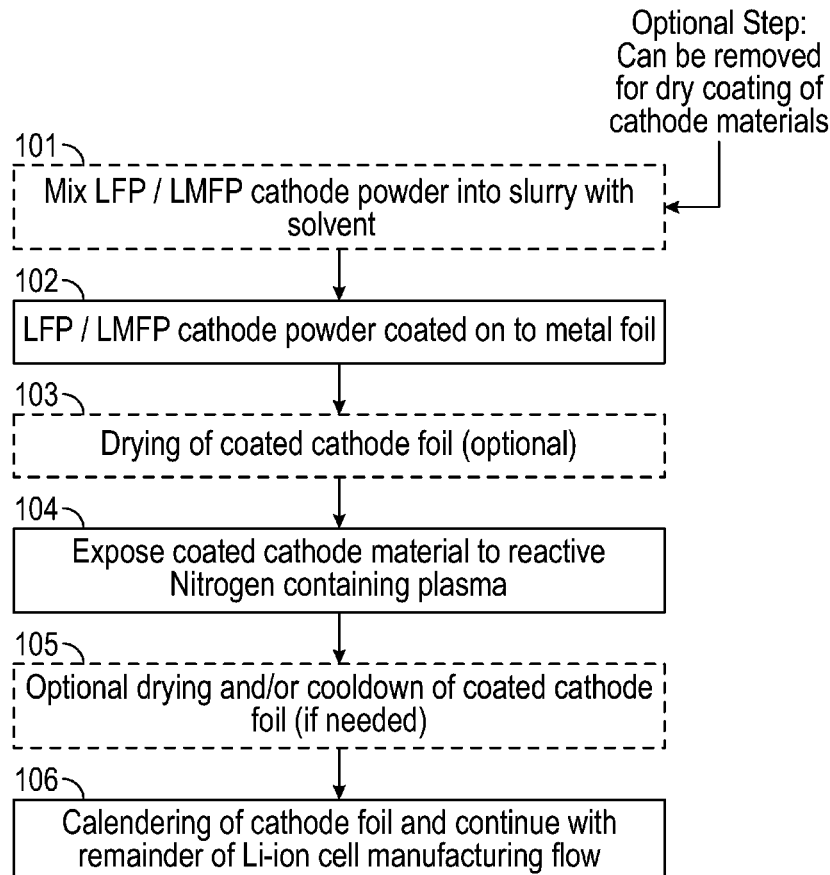 Optional Step:
Can be removed
for dry coating of
cathode materials
101
Mix LFP / LMFP cathode powder into slurry with
solvent
102
LFP / LMFP cathode powder coated on to metal foil
103
Drying of coated cathode foil (optional)
104
Expose coated cathode material to reactive
Nitrogen containing plasma
105
Optional drying and/or cooldown of coated cathode
foil (if needed)
106
Calendering of cathode foil and continue with
remainder of Li-ion cell manufacturing flow